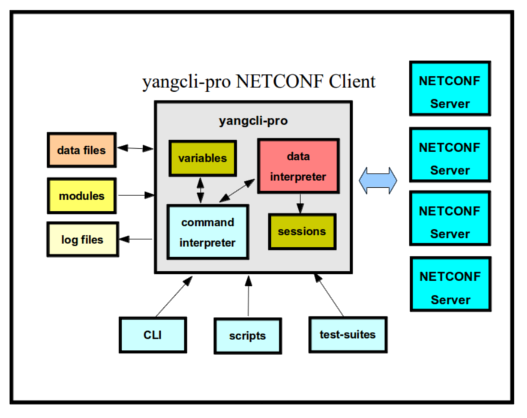 yangcli-pro NETCONF Client
yangcli-pro
data files
modules
log files
variables
data
interpreter
command
interpreter
sessions
NETCONF
Server
NETCONF
Server
NETCONF
Server
NETCONF
Server
CLI
scripts
test-suites